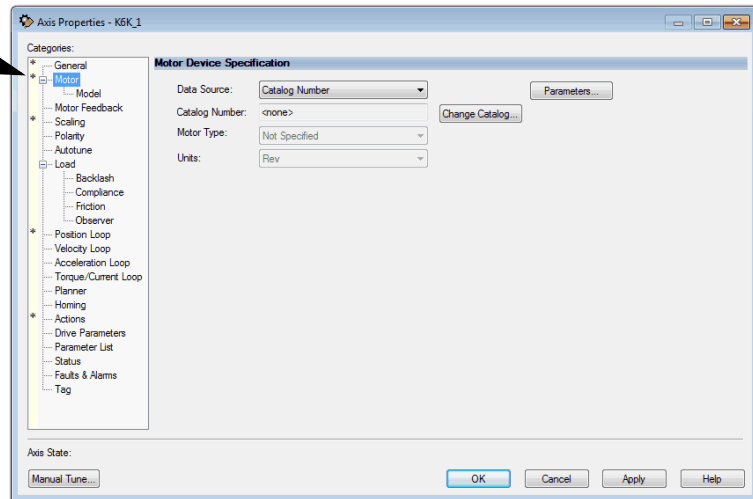 Axis Properties - K6K_1
Categories:
* General
* Motor
Model
Motor Feedback
* Scaling
Polarity
Autotune
Load
Backlash
Compliance
Friction
Observer
* Position Loop
Velocity Loop
Acceleration Loop
Torque/Current Loop
Planner
Homing
* Actions
Drive Parameters
Parameter List
Status
Faults & Alarms
Tag
Motor Device Specification
Data Source: Catalog Number Parameters...
Catalog Number: <none> Change Catalog...
Motor Type: Not Specified
Units: Rev
Axis State:
Manual Tune... OK Cancel Apply Help